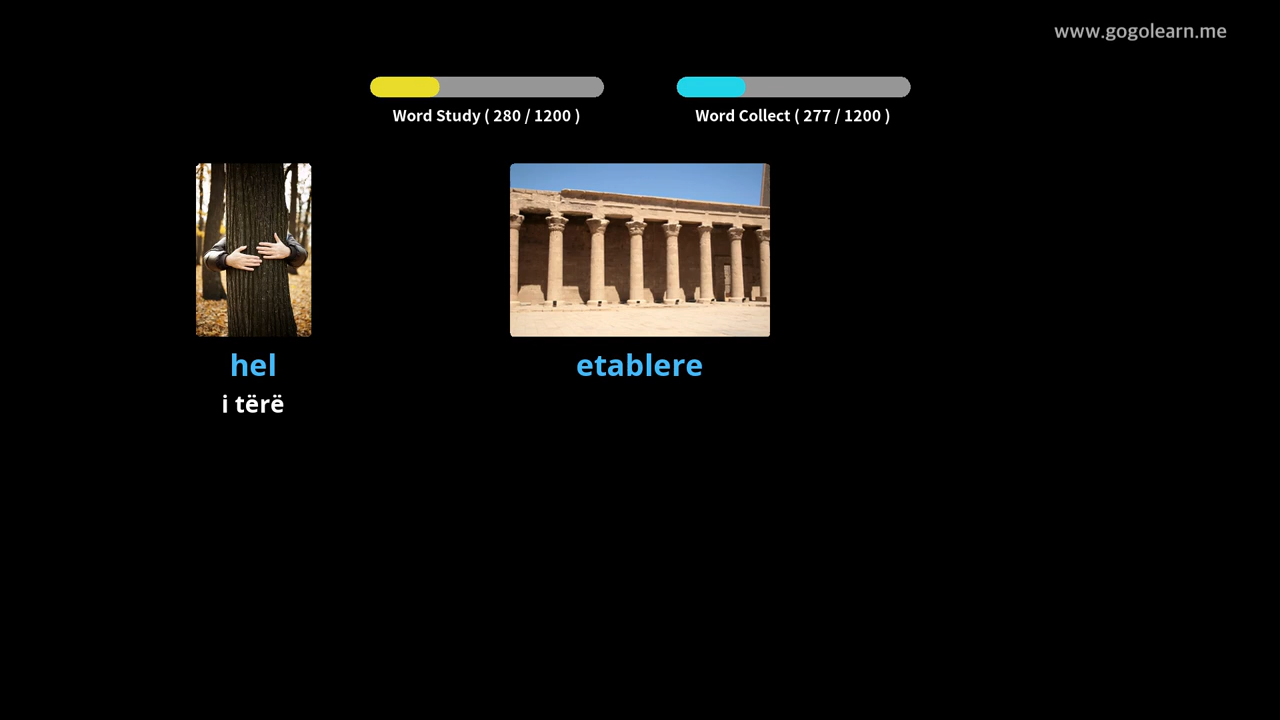 www.gogolearn.me
Word Study ( 280 / 1200 )
Word Collect ( 277 / 1200 )
hel
i tërë
etablere